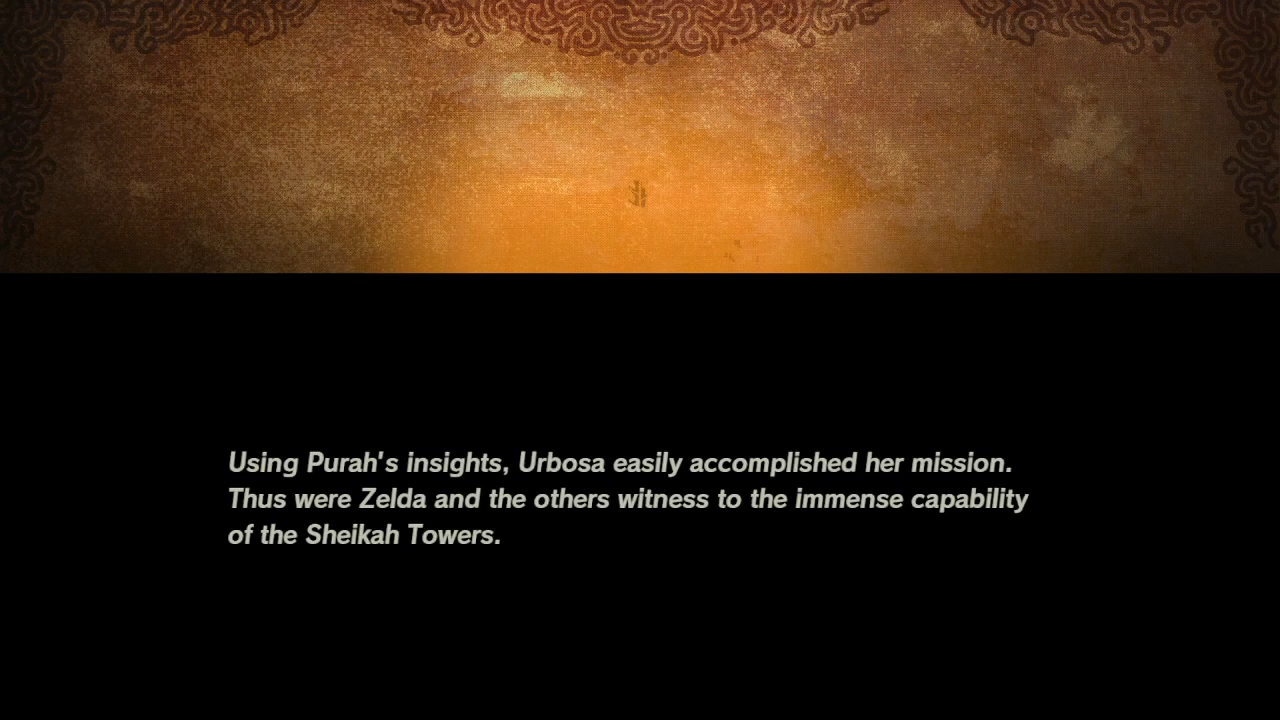 Using Purah's insights, Urbosa easily accomplished her mission.
Thus were Zelda and the others witness to the immense capability
of the Sheikah Towers.